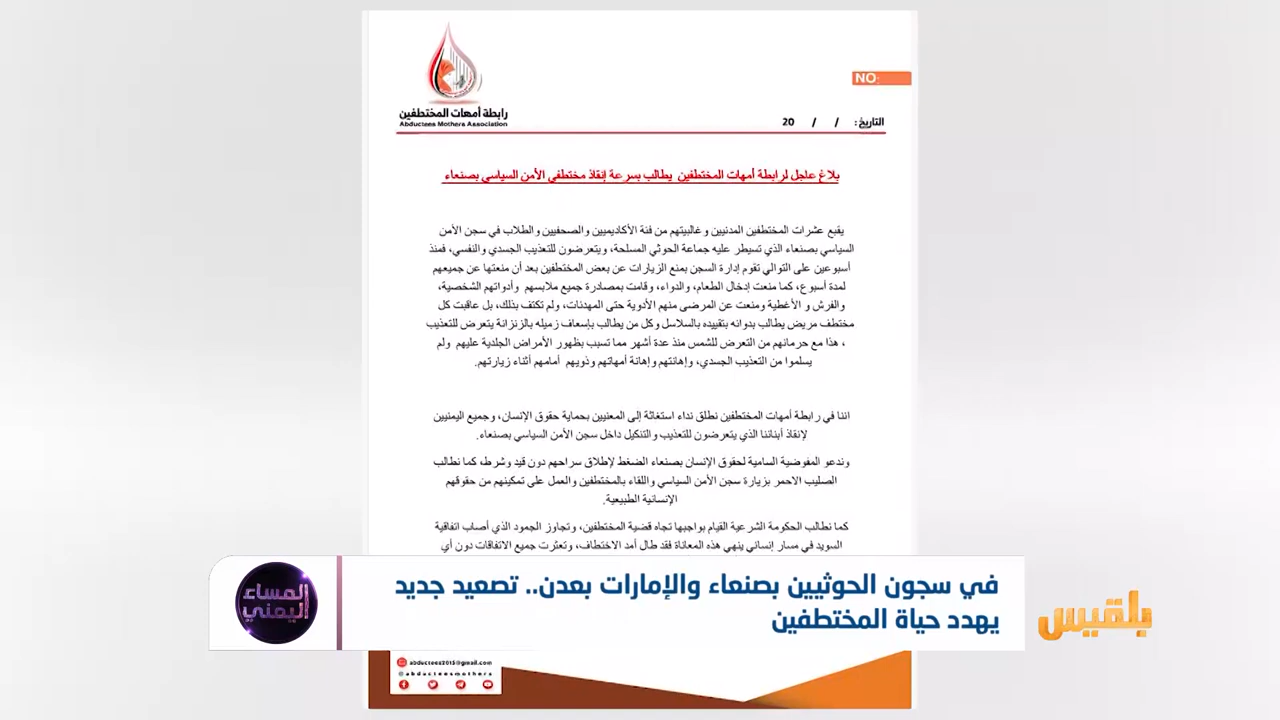 رابطة أمهات المختطفين
Abductees Mothers Association
NO:
التاريخ : / / 20
بلاغ عاجل لرابطة أمهات المختطفين يطالب بسرعة إنقاذ مختطفي الأمن السياسي بصنعاء
يقبع عشرات المختطفين المدنيين وغالبيتهم من فئة الأكاديميين والصحفيين والطلاب في سجن الأمن
السياسي بصنعاء الذي تسيطر عليه جماعة الحوثي المسلحة، ويتعرضون للتعذيب الجسدي والنفسي، فمنذ
أسبوعين على التوالي تقوم إدارة السجن بمنع الزيارات عن بعض المختطفين بعد أن منعتها عن جميعهم
لمدة أسبوع، كما منعت إدخال الطعام، والدواء، وقامت بمصادرة جميع ملابسهم وأدواتهم الشخصية،
والفرش و الأغطية ومنعت عن المرضى منهم الأدوية حتى المهدئات، ولم تكتف بذلك، بل عاقبت كل
مختطف مريض يطالب بدوائه بتقييده بالسلاسل وكل من يطالب بإسعاف زميله بالزنزانة يتعرض للتعذيب
، هذا مع حرمانهم من التعرض للشمس منذ عدة أشهر مما تسبب بظهور الأمراض الجلدية عليهم ولم
يسلموا من التعذيب الجسدي، وإهانتهم وإهانة أمهاتهم وذويهم أمامهم أثناء زيارتهم.
اننا في رابطة أمهات المختطفين نطلق نداء استغاثة إلى المعنيين بحماية حقوق الإنسان، وجميع اليمنيين
لإنقاذ أبنائنا الذي يتعرضون للتعذيب والتنكيل داخل سجن الأمن السياسي بصنعاء.
وندعو المفوضية السامية لحقوق الإنسان بصنعاء الضغط لإطلاق سراحهم دون قيد وشرط، كما نطالب
الصليب الاحمر بزيارة سجن الأمن السياسي واللقاء بالمختطفين والعمل على تمكينهم من حقوقهم
الإنسانية الطبيعية.
كما نطالب الحكومة الشرعية القيام بواجبها تجاه قضية المختطفين، وتجاوز الجمود الذي أصاب اتفاقية
السويد في مسار إنساني ينهي هذه المعاناة فقد طال أمد الاختطاف، وتعثرت جميع الاتفاقات دون أي
في سجون الحوثيين بصنعاء والإمارات بعدن.. تصعيد جديد
يهدد حياة المختطفين
المساء
اليمني
بلقيس
abductees2015@gmail.com
@abducteesmothers